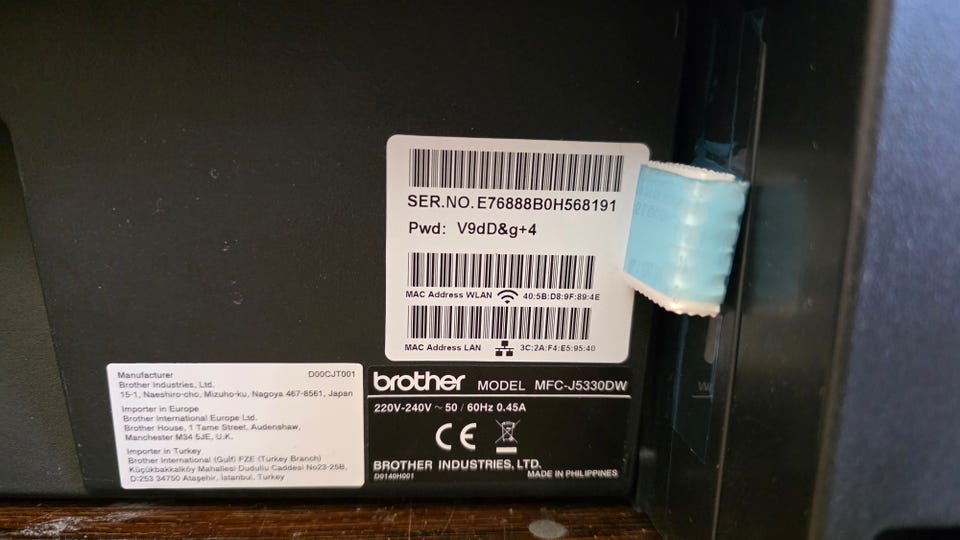 SER.NO.E76888B0H568191
Pwd: V9dD&g+4
MAC Address WLAN 40:5B:D8:9F:89:4E
MAC Address LAN 3C:2A:F4:E5:95:40
Manufacturer D00CJT001
Brother Industries, Ltd.
15-1, Naeshiro-cho, Mizuho-ku, Nagoya 467-8561, Japan
Importer in Europe
Brother International Europe Ltd.
Brother House, 1 Tame Street, Audenshaw,
Manchester M34 5JE, U.K.
Importer in Turkey
Brother International (Gulf) FZE (Turkey Branch)
Küçükbakkalköy Mahallesi Dudullu Caddesi No23-25B,
D:253 34750 Ataşehir, İstanbul, Turkey
brother MODEL MFC-J5330DW
220V-240V ~ 50 / 60Hz 0.45A
CE
BROTHER INDUSTRIES, LTD.
D0140H001 MADE IN PHILIPPINES